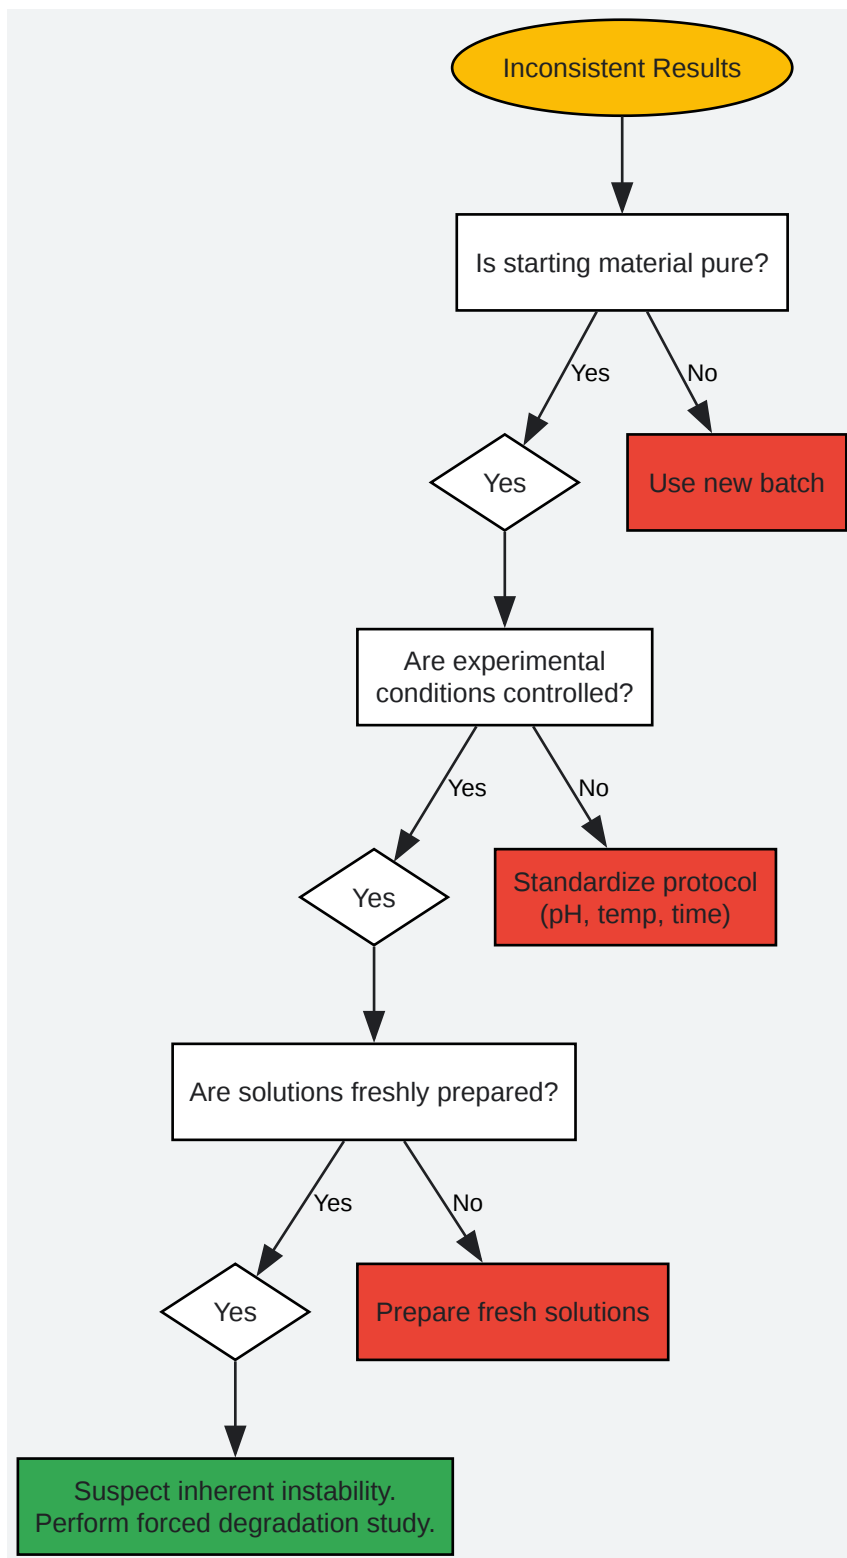 Inconsistent Results
Is starting material pure?
Yes
No
Yes
Use new batch
Are experimental
conditions controlled?
Yes
No
Yes
Standardize protocol
(pH, temp, time)
Are solutions freshly prepared?
Yes
No
Yes
Prepare fresh solutions
Suspect inherent instability.
Perform forced degradation study.